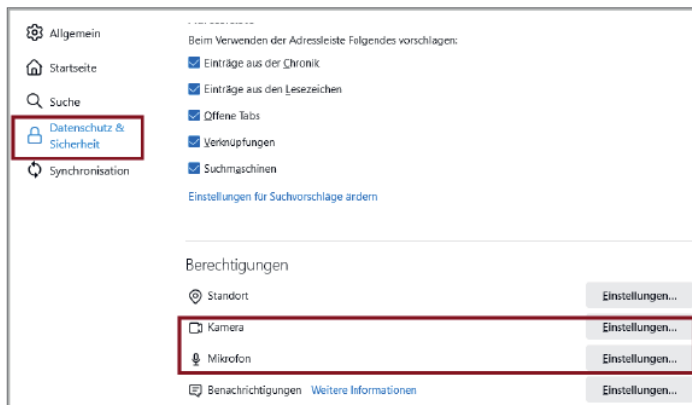 Allgemein
Startseite
Suche
Datenschutz &
Sicherheit
Synchronisation
Adressleiste
Beim Verwenden der Adressleiste Folgendes vorschlagen:
Einträge aus der Chronik
Einträge aus den Lesezeichen
Offene Tabs
Verknüpfungen
Suchmaschinen
Einstellungen für Suchvorschläge ändern
Berechtigungen
Standort Einstellungen...
Kamera Einstellungen...
Mikrofon Einstellungen...
Benachrichtigungen Weitere Informationen Einstellungen...